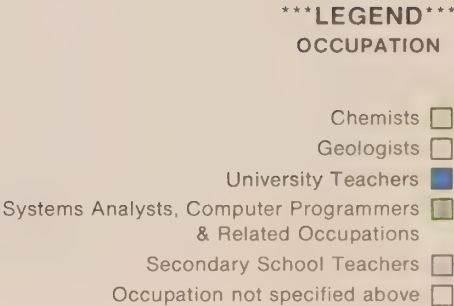 ***LEGEND***
OCCUPATION
Chemists
Geologists
University Teachers
Systems Analysts, Computer Programmers
& Related Occupations
Secondary School Teachers
Occupation not specified above